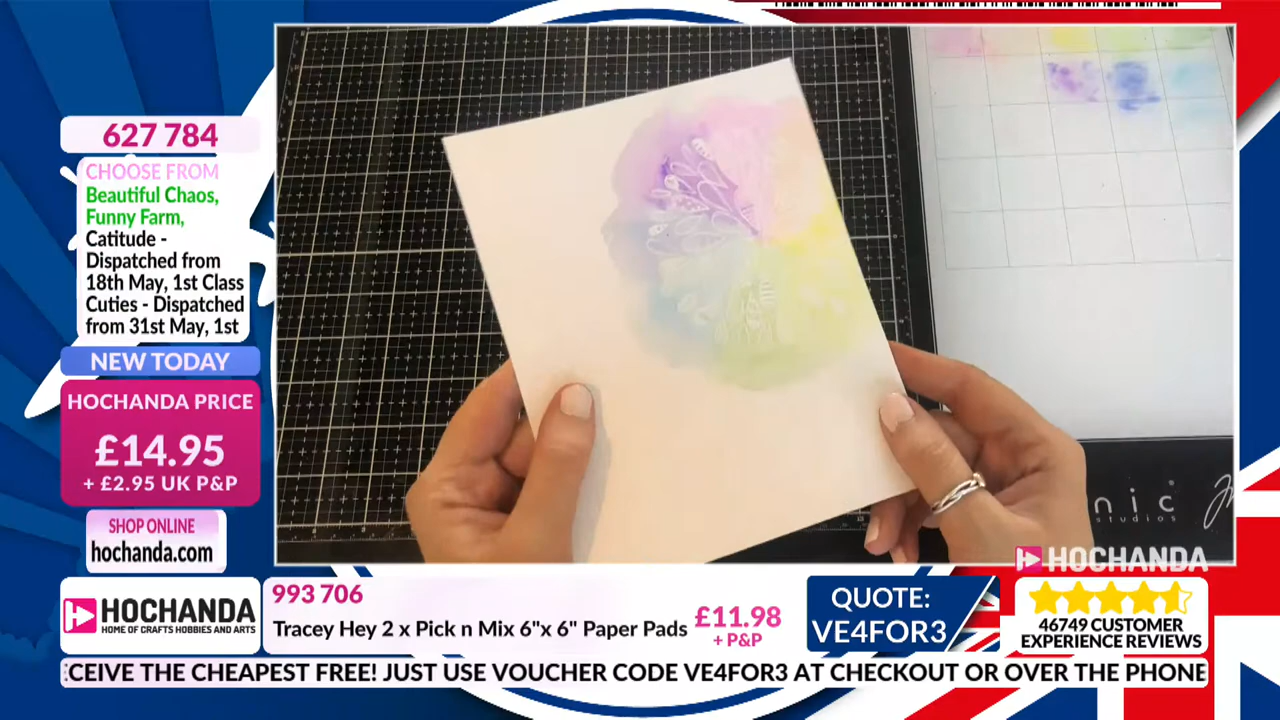 627 784
CHOOSE FROM
Beautiful Chaos,
Funny Farm,
Catitude -
Dispatched from
18th May, 1st Class
Cuties - Dispatched
from 31st May, 1st
NEW TODAY
HOCHANDA PRICE
£14.95
+ £2.95 UK P&P
SHOP ONLINE
hochanda.com
nic
studios
HOCHANDA
HOCHANDA
HOME OF CRAFTS HOBBIES AND ARTS
993 706
Tracey Hey 2 x Pick n Mix 6"x 6" Paper Pads
£11.98
+ P&P
QUOTE:
VE4FOR3
46749 CUSTOMER
EXPERIENCE REVIEWS
CEIVE THE CHEAPEST FREE! JUST USE VOUCHER CODE VE4FOR3 AT CHECKOUT OR OVER THE PHONE